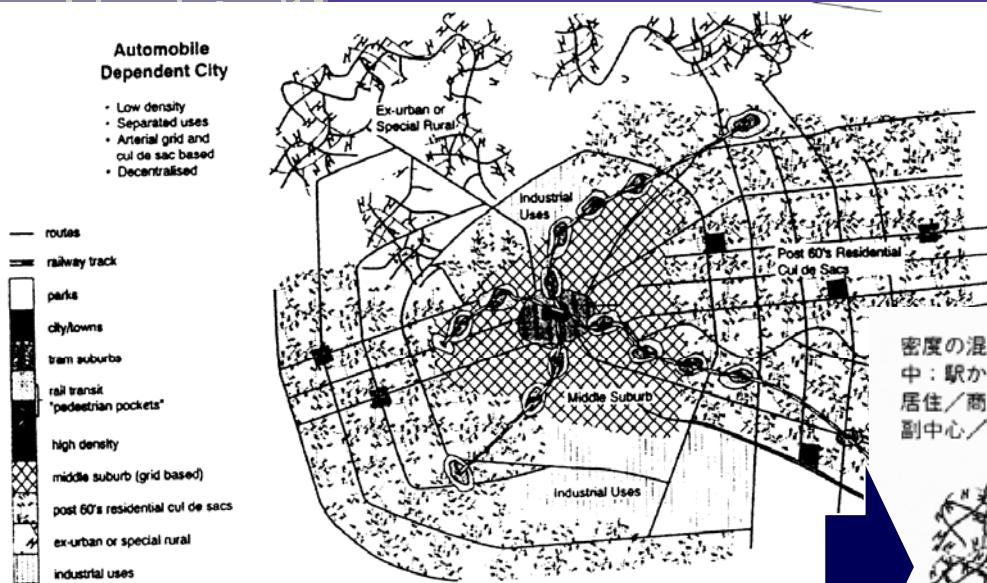 Automobile
Dependent City
• Low density
• Separated uses
• Arterial grid and
cul de sac based
• Decentralised
routes
railway track
parks
city/towns
tram suburbs
rail transit
"pedestrian pockets"
high density
middle suburb (grid based)
post 60's residential cul de sacs
ex-urban or special rural
industrial uses
Ex-urban or
Special Rural
Industrial
Uses
Post 60's Residential
Cul de Sacs
Middle Suburb
Industrial Uses
密度の混
中：駅か
居住／商
副中心／